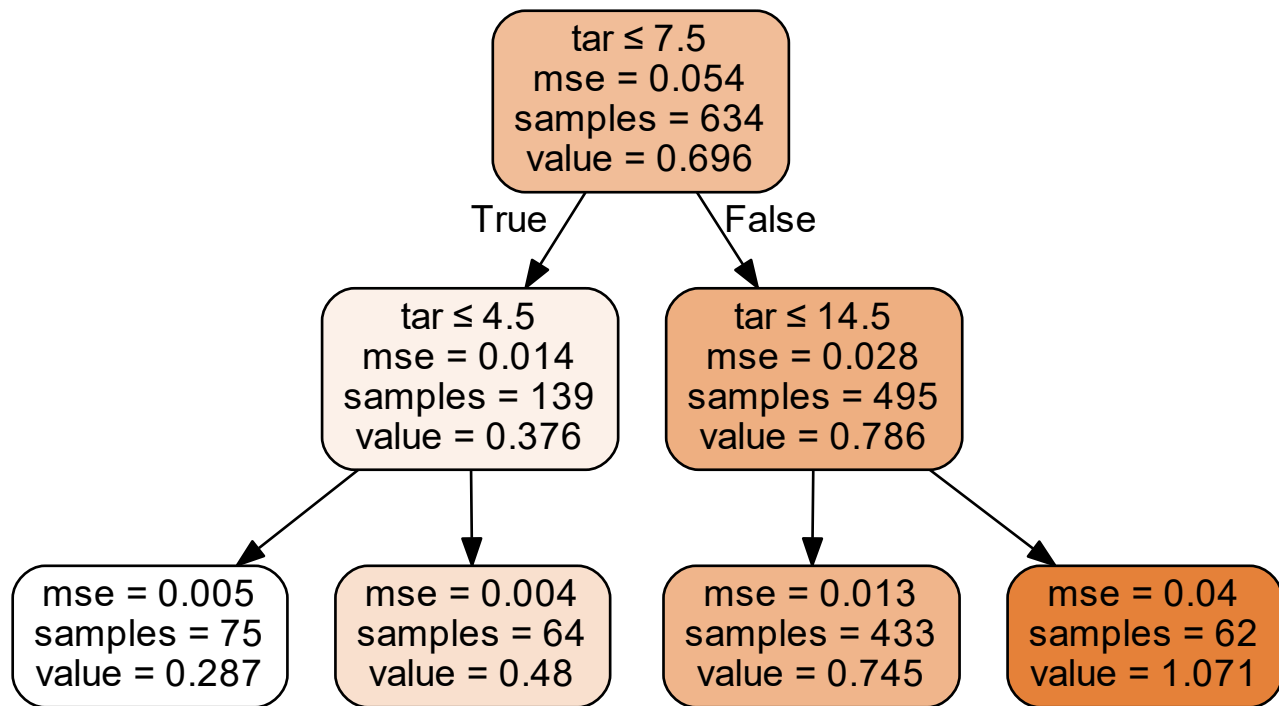 tar ≤ 7.5
mse = 0.054
samples = 634
value = 0.696
True
False
tar ≤ 4.5
mse = 0.014
samples = 139
value = 0.376
tar ≤ 14.5
mse = 0.028
samples = 495
value = 0.786
mse = 0.005
samples = 75
value = 0.287
mse = 0.004
samples = 64
value = 0.48
mse = 0.013
samples = 433
value = 0.745
mse = 0.04
samples = 62
value = 1.071